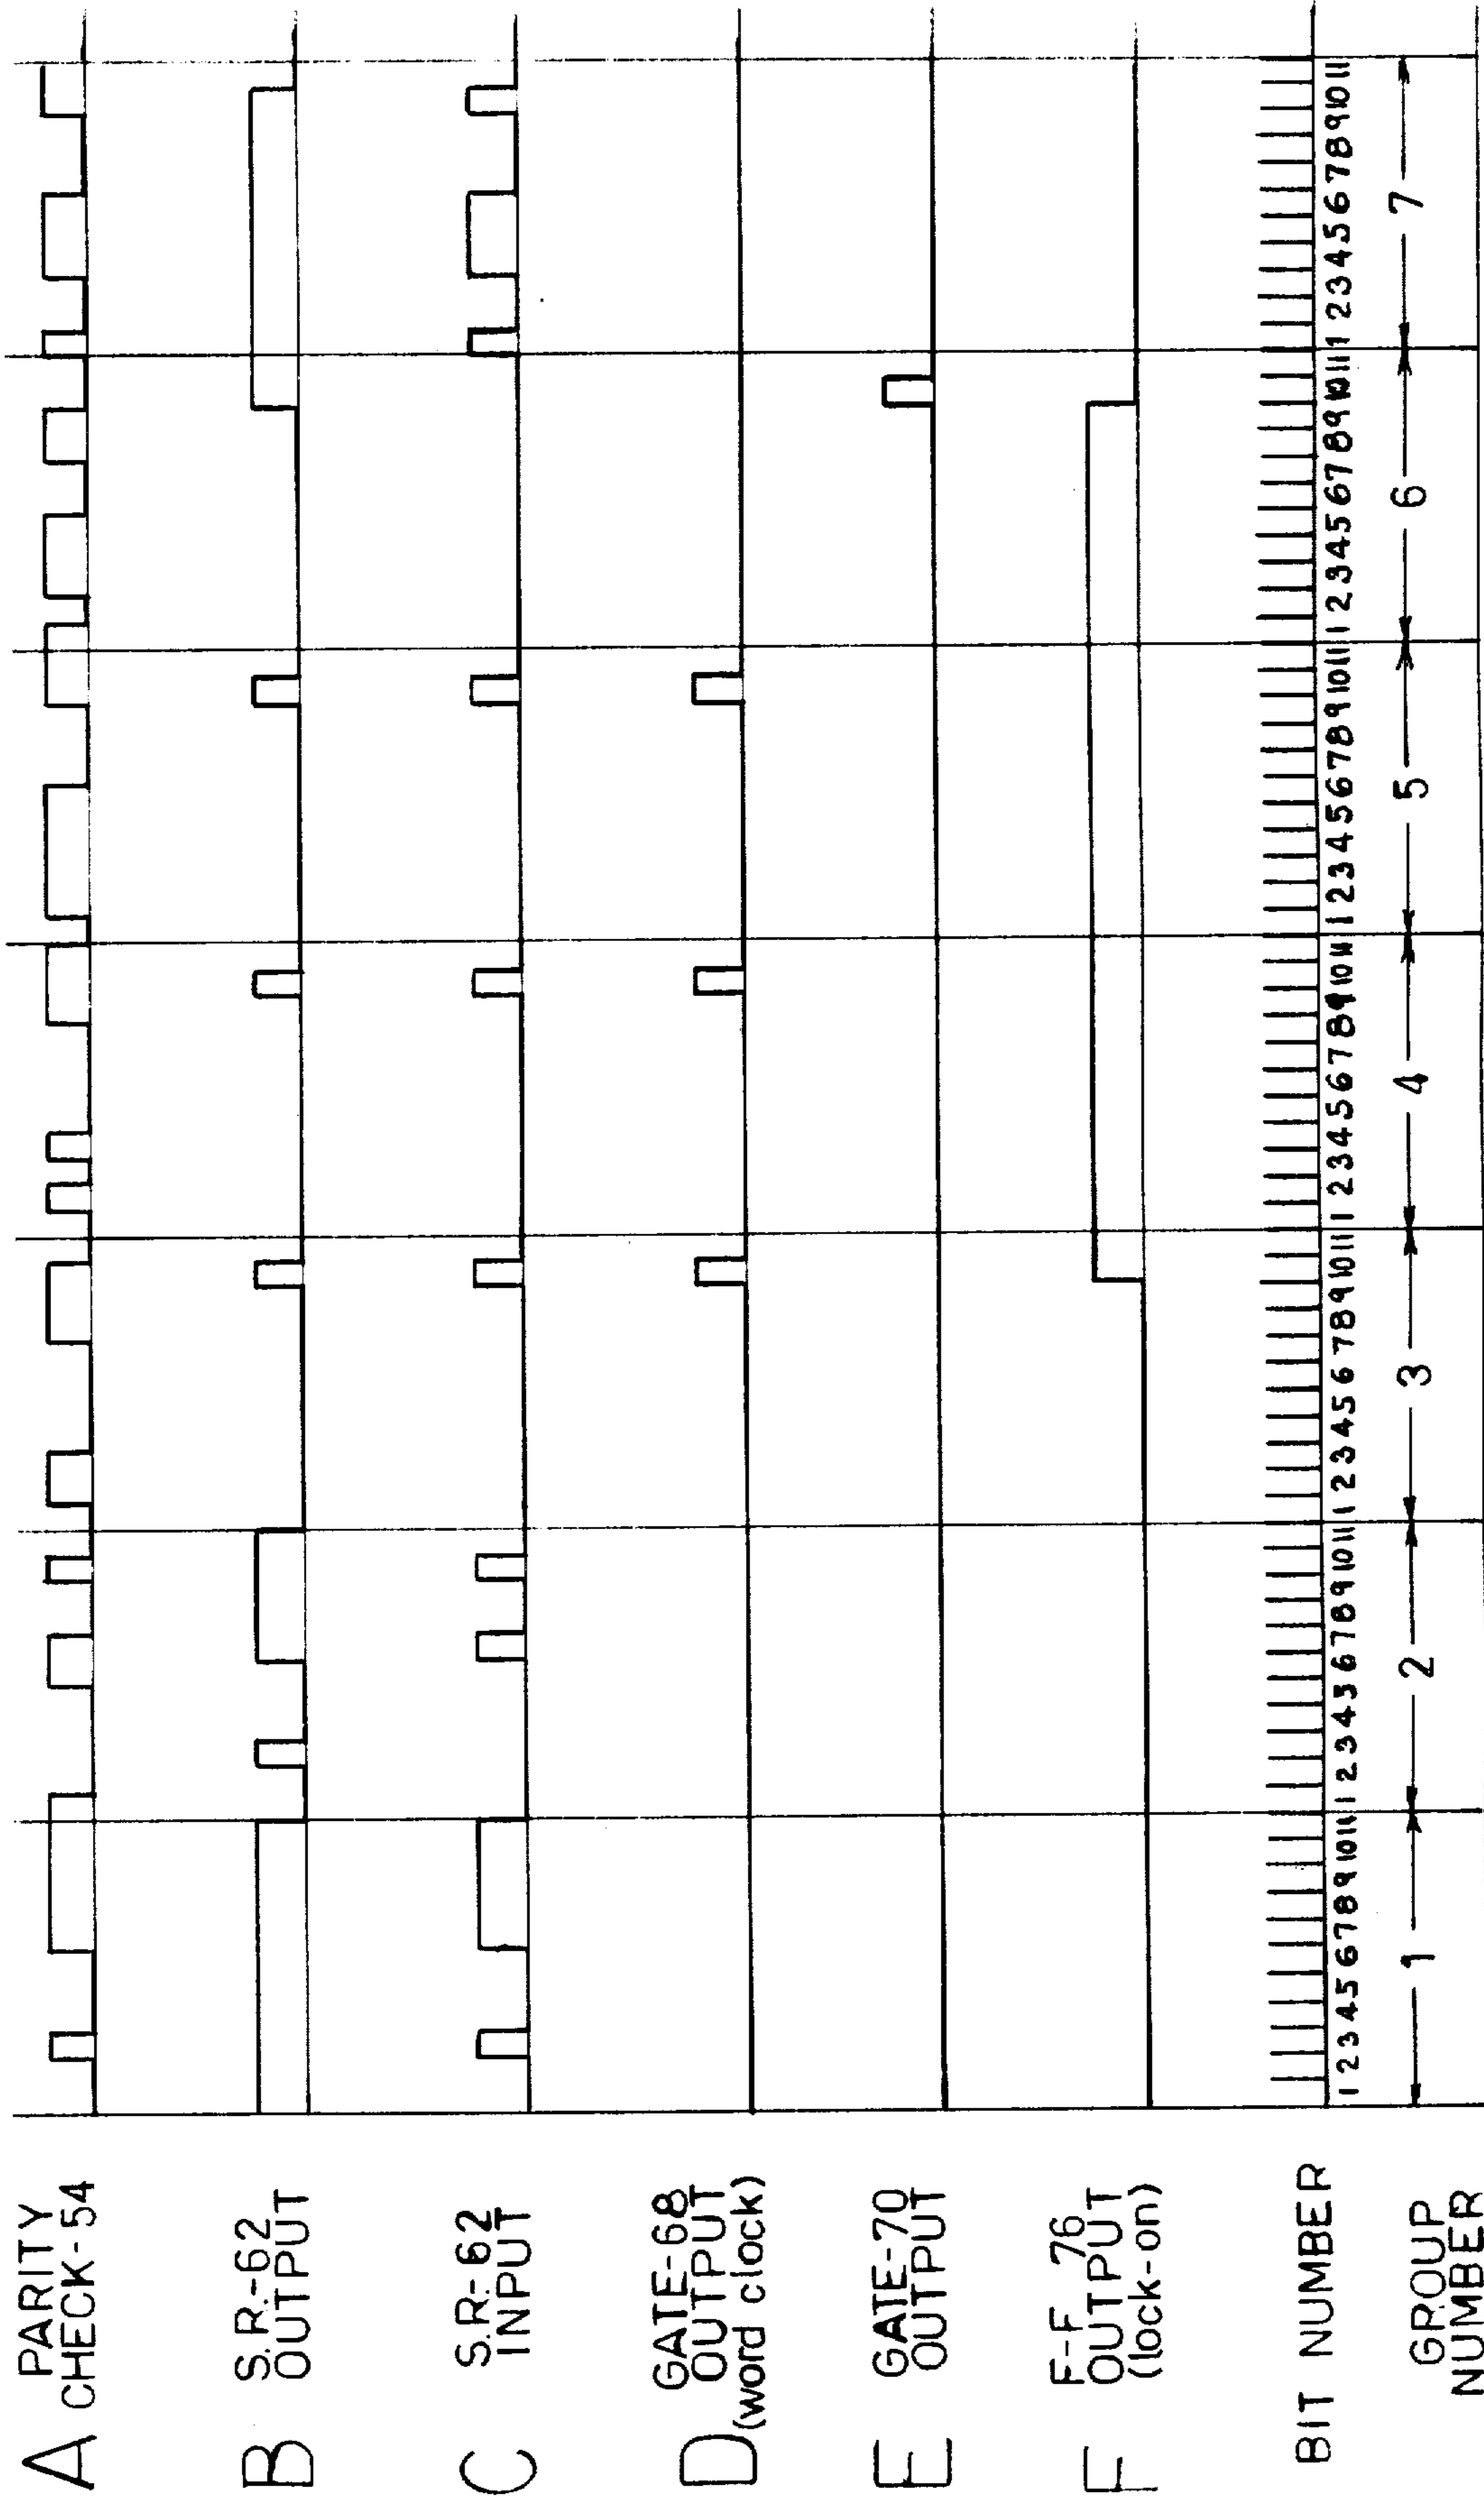 A PARITY
CHECK-54
B S.R.-62
OUTPUT
C S.R.-62
INPUT
D GATE-68
OUTPUT
(word clock)
E GATE-70
OUTPUT
F F-F 76
OUTPUT
(lock-on)
BIT NUMBER 1 2 3 4 5 6 7 8 9 10 11 1 2 3 4 5 6 7 8 9 10 11 1 2 3 4 5 6 7 8 9 10 11 1 2 3 4 5 6 7 8 9 10 11 1 2 3 4 5 6 7 8 9 10 11 1 2 3 4 5 6 7 8 9 10 11 1 2 3 4 5 6 7 8 9 10 11
GROUP
NUMBER 1 2 3 4 5 6 7